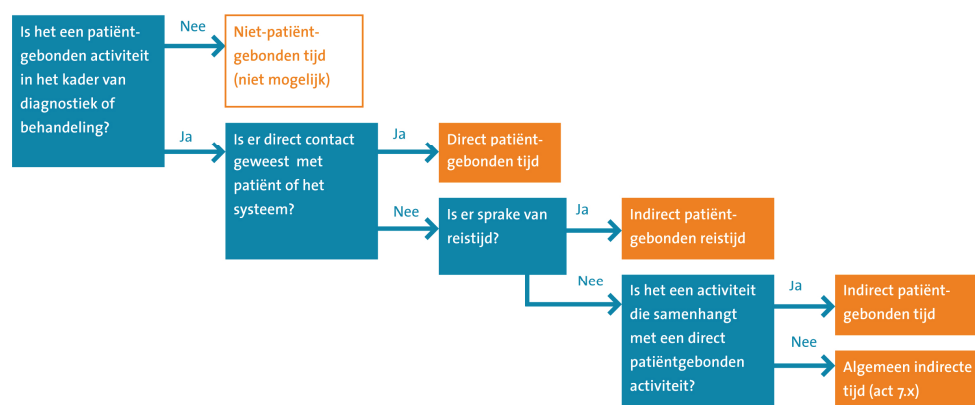 Is het een patiënt-
gebonden activiteit
in het kader van
diagnostiek of
behandeling?
Nee
Niet-patiënt-
gebonden tijd
(niet mogelijk)
Ja
Is er direct contact
geweest met
patiënt of het
systeem?
Ja
Direct patiënt-
gebonden tijd
Nee
Is er sprake van
reistijd?
Ja
Indirect patiënt-
gebonden reistijd
Nee
Is het een activiteit
die samenhangt
met een direct
patiëntgebonden
activiteit?
Ja
Indirect patiënt-
gebonden tijd
Nee
Algemeen indirecte
tijd (act 7.x)